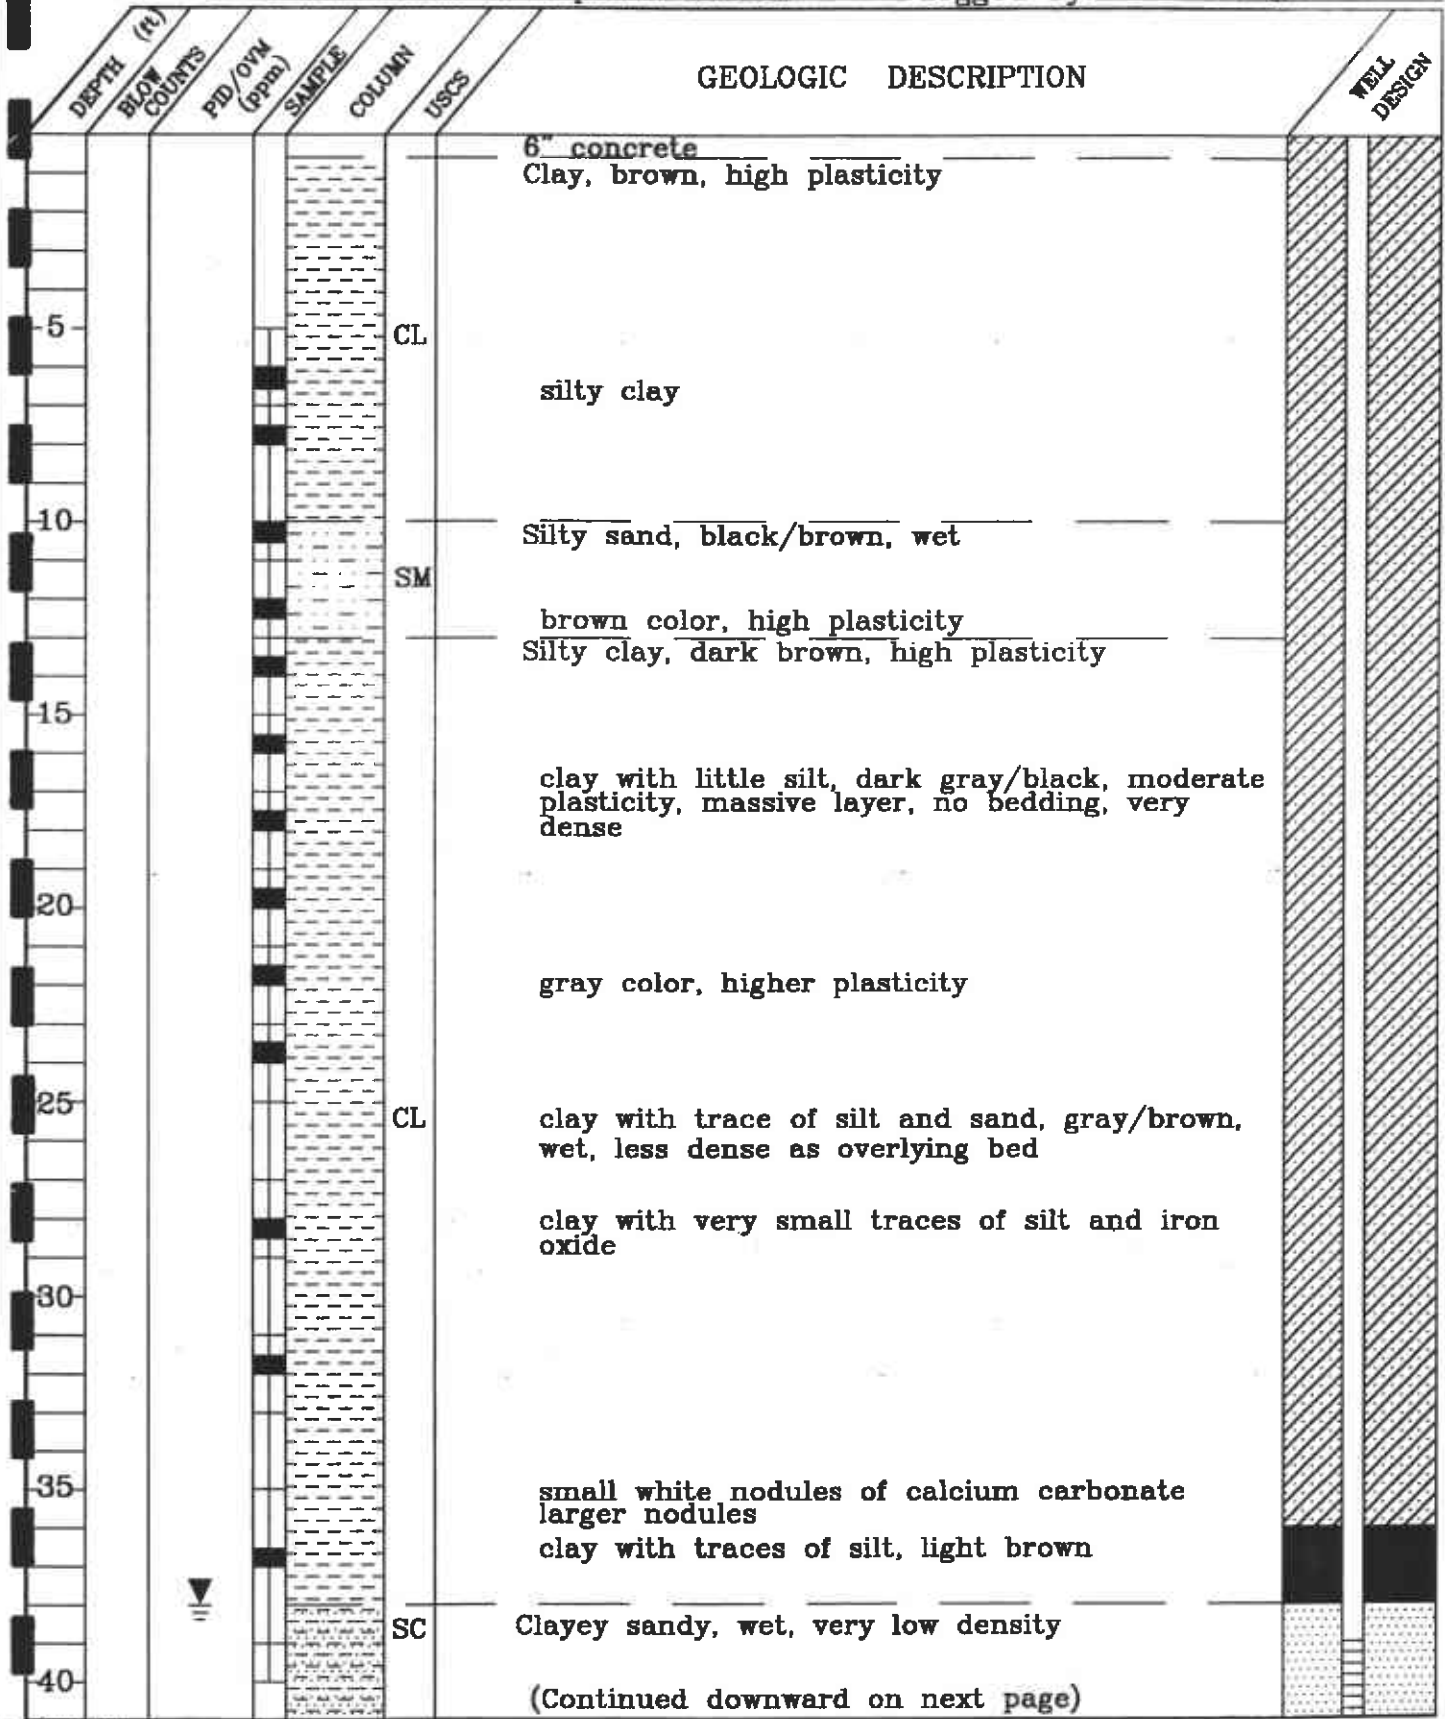 DEPTH (ft)
BLOW
COUNTS
PID/OVM
(ppm)
SAMPLE
COLUMN
USCS
GEOLOGIC DESCRIPTION
WELL
DESIGN
6" concrete
Clay, brown, high plasticity
5
CL
silty clay
10
Silty sand, black/brown, wet
SM
brown color, high plasticity
Silty clay, dark brown, high plasticity
15
clay with little silt, dark gray/black, moderate
plasticity, massive layer, no bedding, very
dense
20
gray color, higher plasticity
25
CL
clay with trace of silt and sand, gray/brown,
wet, less dense as overlying bed
clay with very small traces of silt and iron
oxide
30
35
small white nodules of calcium carbonate
larger nodules
clay with traces of silt, light brown
SC
Clayey sandy, wet, very low density
40
(Continued downward on next page)